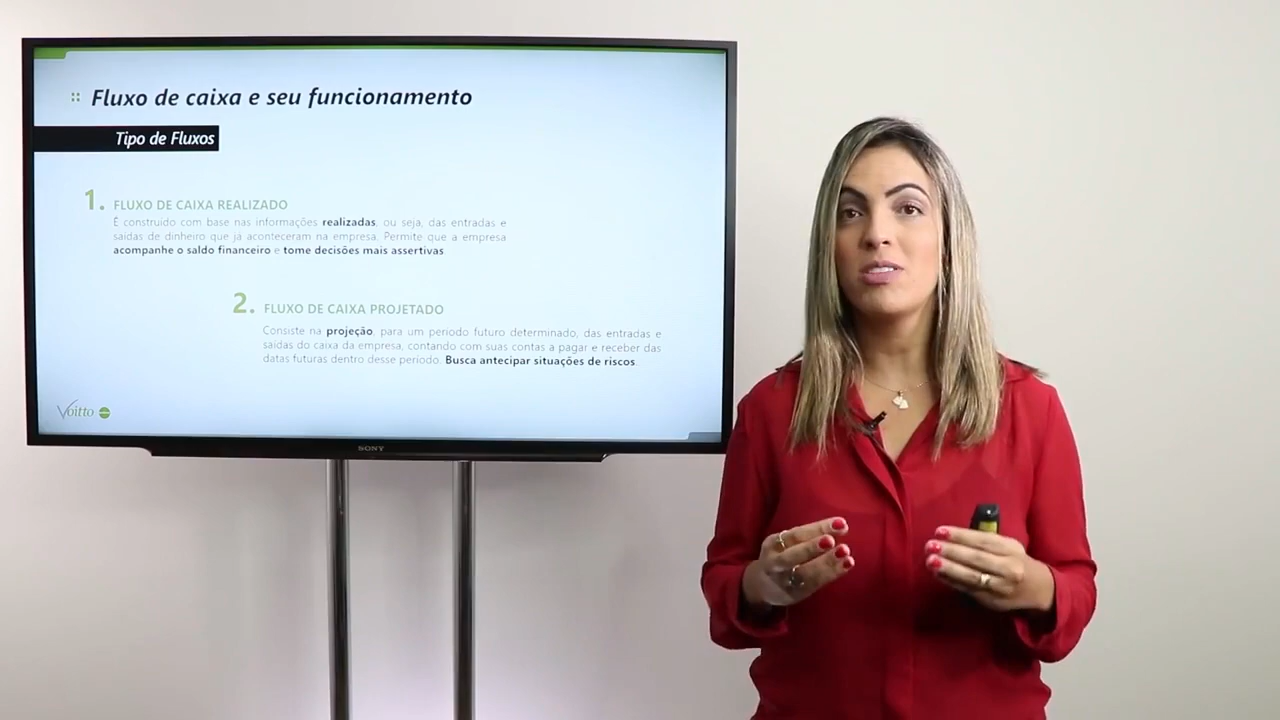 Fluxo de caixa e seu funcionamento
Tipo de Fluxos
1. FLUXO DE CAIXA REALIZADO
É construído com base nas informações realizadas, ou seja, das entradas e
saídas de dinheiro que já aconteceram na empresa. Permite que a empresa
acompanhe o saldo financeiro e tome decisões mais assertivas.
2. FLUXO DE CAIXA PROJETADO
Consiste na projeção, para um período futuro determinado, das entradas e
saídas do caixa da empresa, contando com suas contas a pagar e receber das
datas futuras dentro desse período. Busca antecipar situações de riscos.
Voitto
SONY